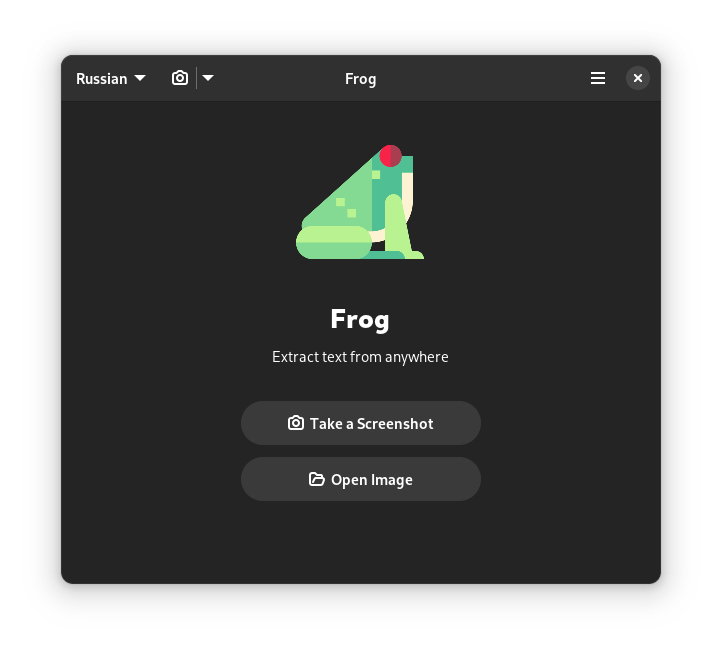 Russian
Frog
Frog
Extract text from anywhere
Take a Screenshot
Open Image